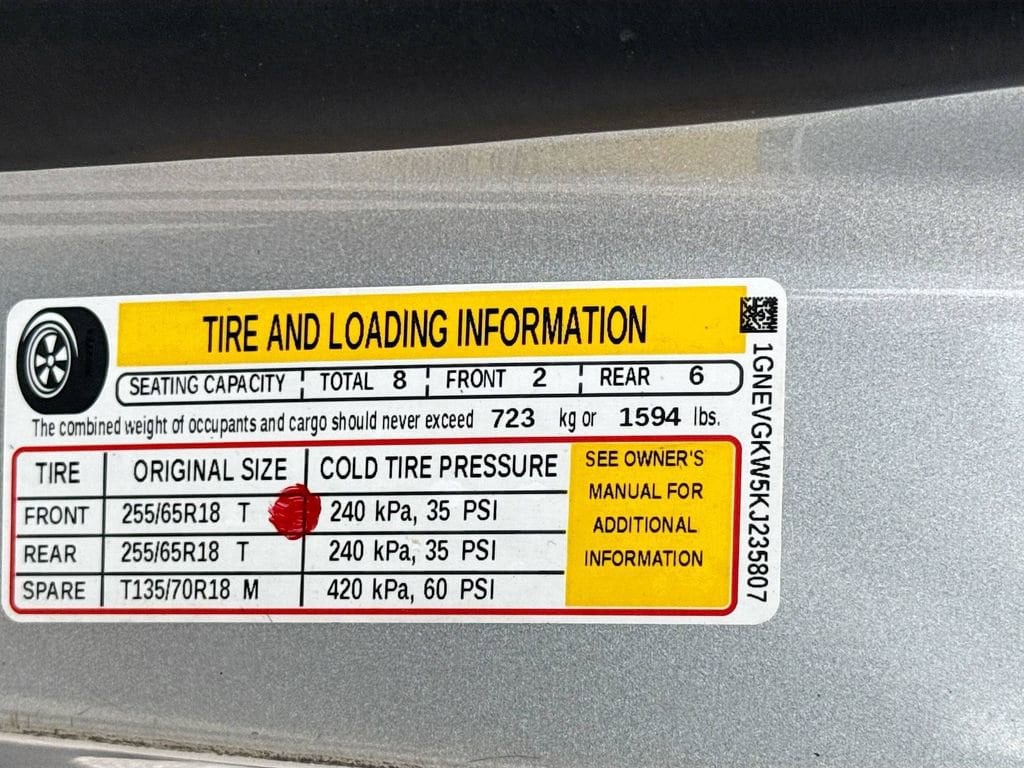 TIRE AND LOADING INFORMATION
SEATING CAPACITY TOTAL 8 FRONT 2 REAR 6
The combined weight of occupants and cargo should never exceed 723 kg or 1594 lbs.
TIRE ORIGINAL SIZE COLD TIRE PRESSURE
FRONT 255/65R18 T 240 kPa, 35 PSI
REAR 255/65R18 T 240 kPa, 35 PSI
SPARE T135/70R18 M 420 kPa, 60 PSI
SEE OWNER'S
MANUAL FOR
ADDITIONAL
INFORMATION
1GNEVGKW5KJ235807